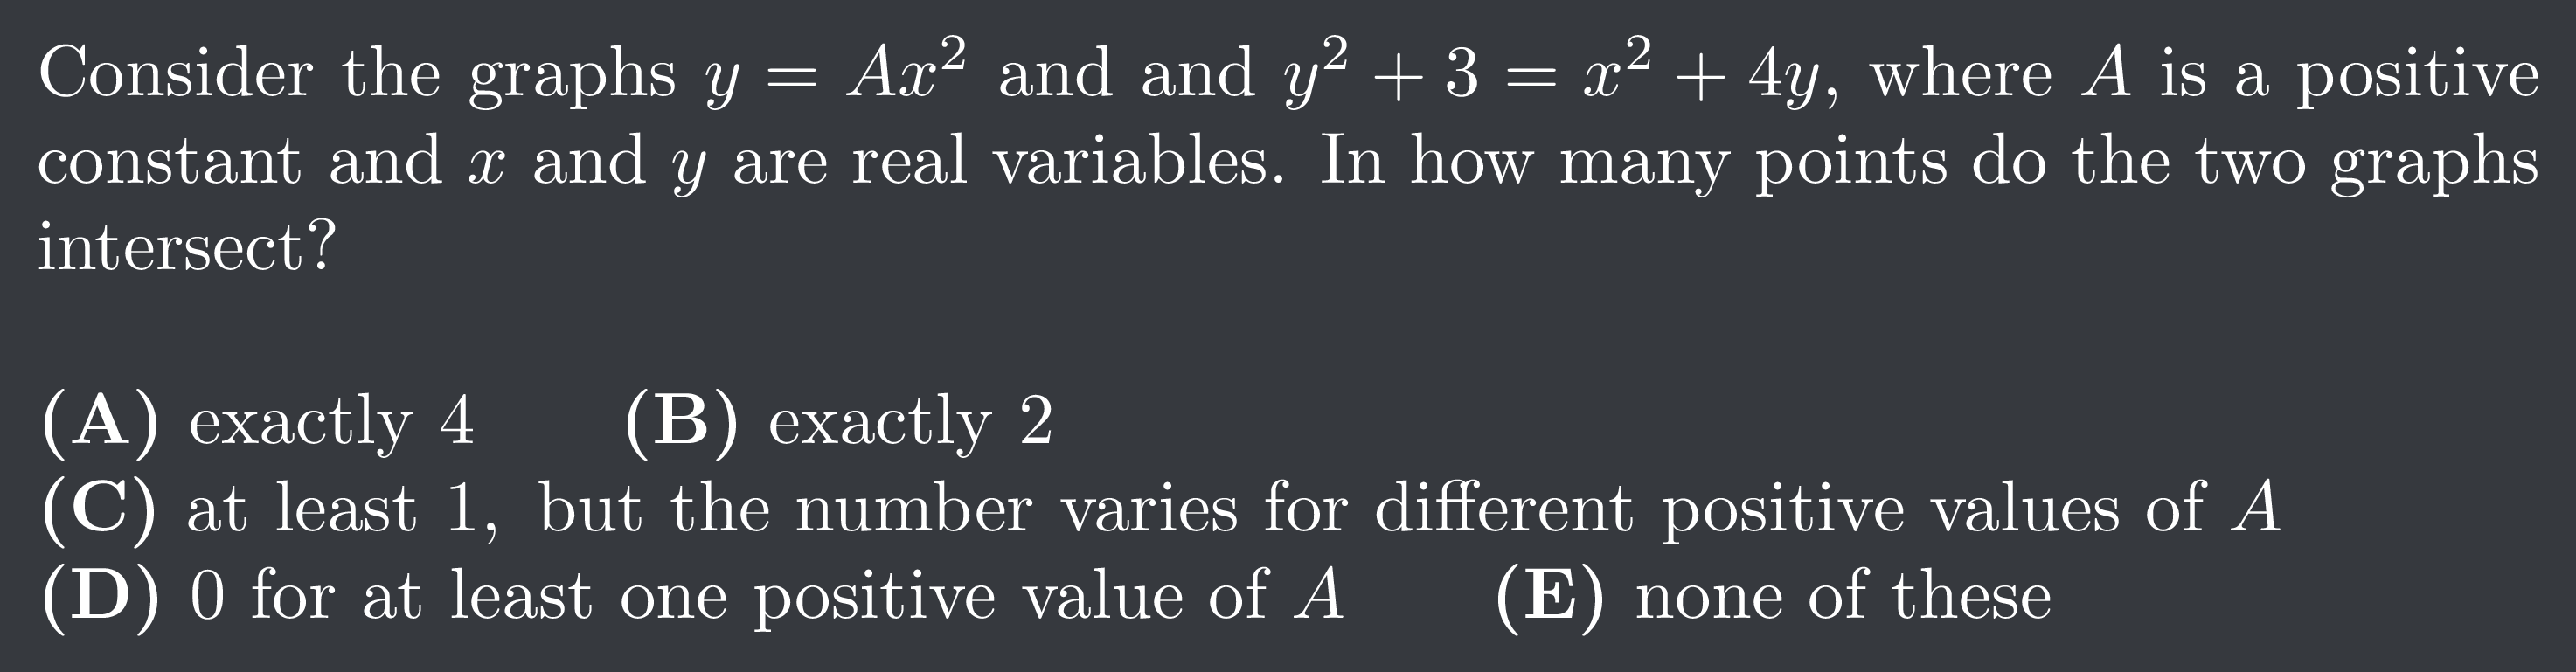 Consider the graphs y = Ax² and and y² + 3 = x² + 4y, where A is a positive
constant and x and y are real variables. In how many points do the two graphs
intersect?
(A) exactly 4 (B) exactly 2
(C) at least 1, but the number varies for different positive values of A
(D) 0 for at least one positive value of A (E) none of these